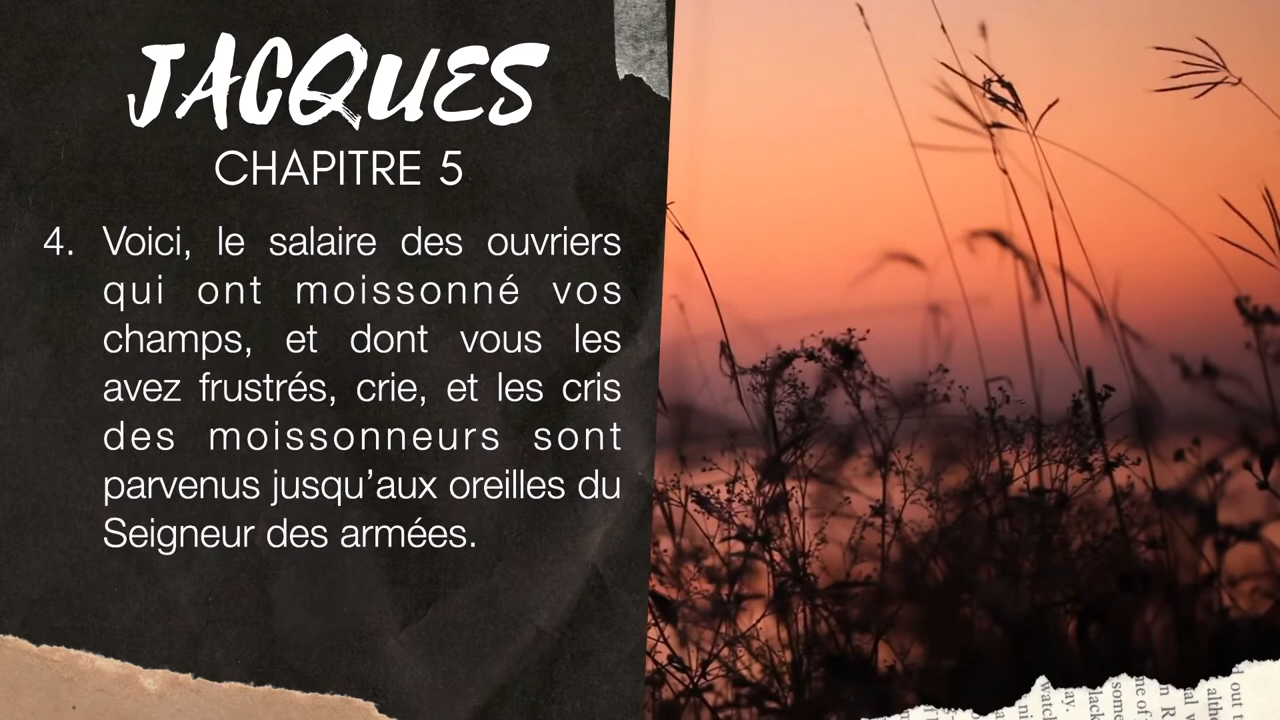 JACQUES
CHAPITRE 5
4. Voici, le salaire des ouvriers
qui ont moissonné vos
champs, et dont vous les
avez frustrés, crie, et les cris
des moissonneurs sont
parvenus jusqu'aux oreilles du
Seigneur des armées.